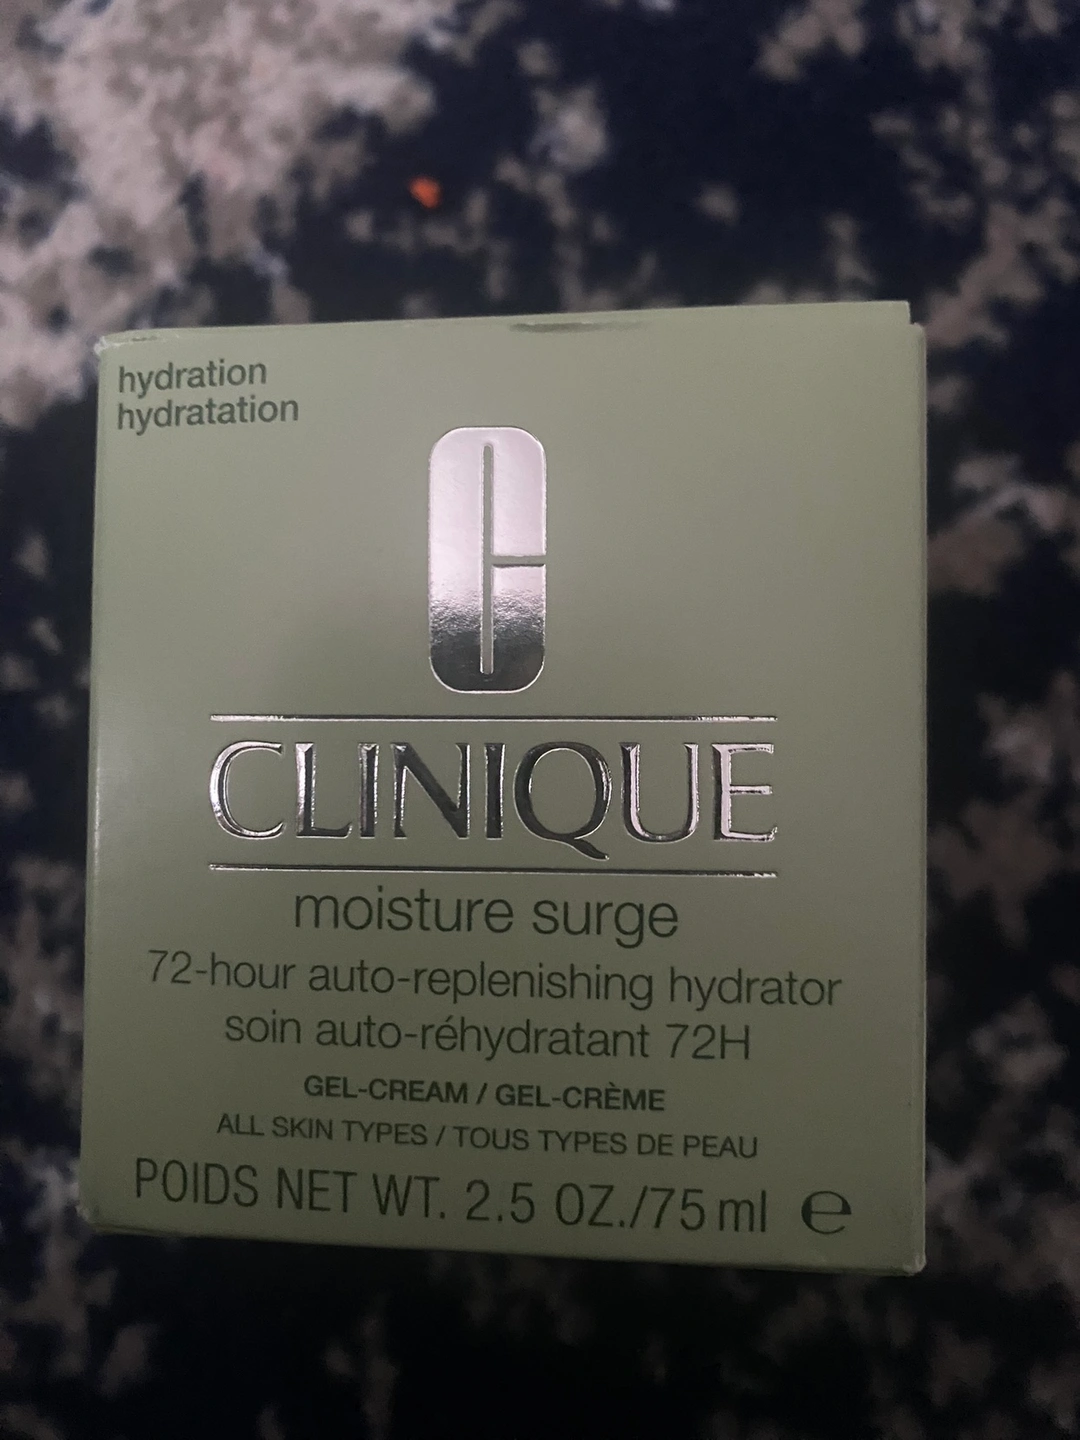 hydration
hydratation
C
CLINIQUE
moisture surge
72-hour auto-replenishing hydrator
soin auto-réhydratant 72H
GEL-CREAM / GEL-CRÈME
ALL SKIN TYPES / TOUS TYPES DE PEAU
POIDS NET WT. 2.5 OZ./75 ml ℮